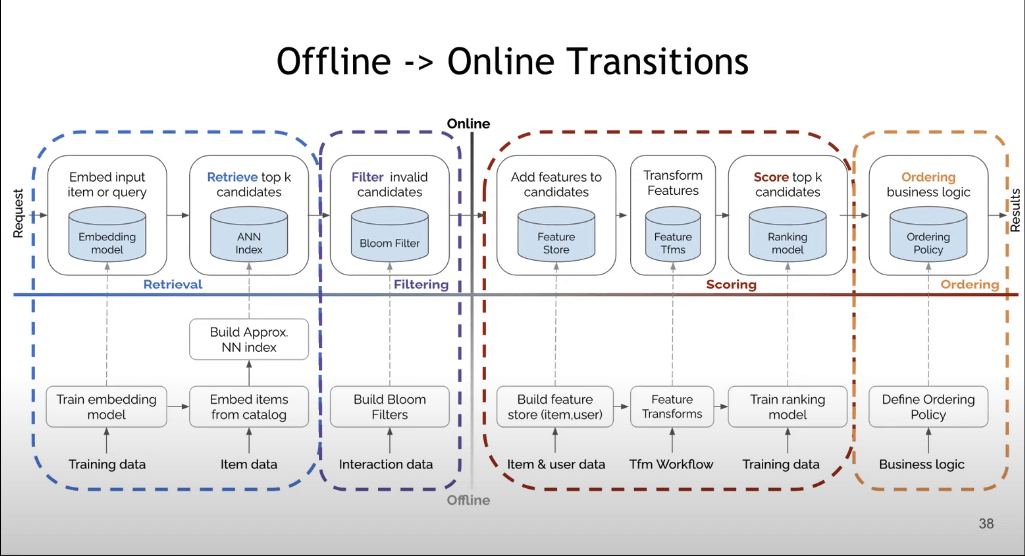 Offline -> Online Transitions
Online
Request
Embed input
item or query
Embedding
model
Retrieve top k
candidates
ANN
Index
Filter invalid
candidates
Bloom Filter
Add features to
candidates
Feature
Store
Transform
Features
Feature
Tfms
Score top k
candidates
Ranking
model
Ordering
business logic
Ordering
Policy
Results
Retrieval
Filtering
Scoring
Ordering
Build Approx.
NN index
Train embedding
model
Embed items
from catalog
Build Bloom
Filters
Build feature
store (item,user)
Feature
Transforms
Train ranking
model
Define Ordering
Policy
Training data
Item data
Interaction data
Item & user data
Tfm Workflow
Training data
Business logic
Offline
38